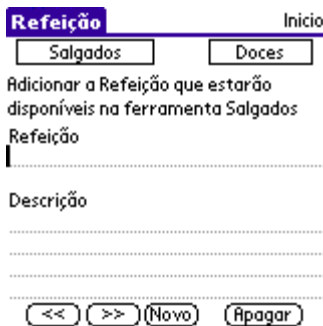 Refeição Inicio
Salgados Doces
Adicionar a Refeição que estarão
disponíveis na ferramenta Salgados
Refeição
Descrição
<< >> Novo Apagar